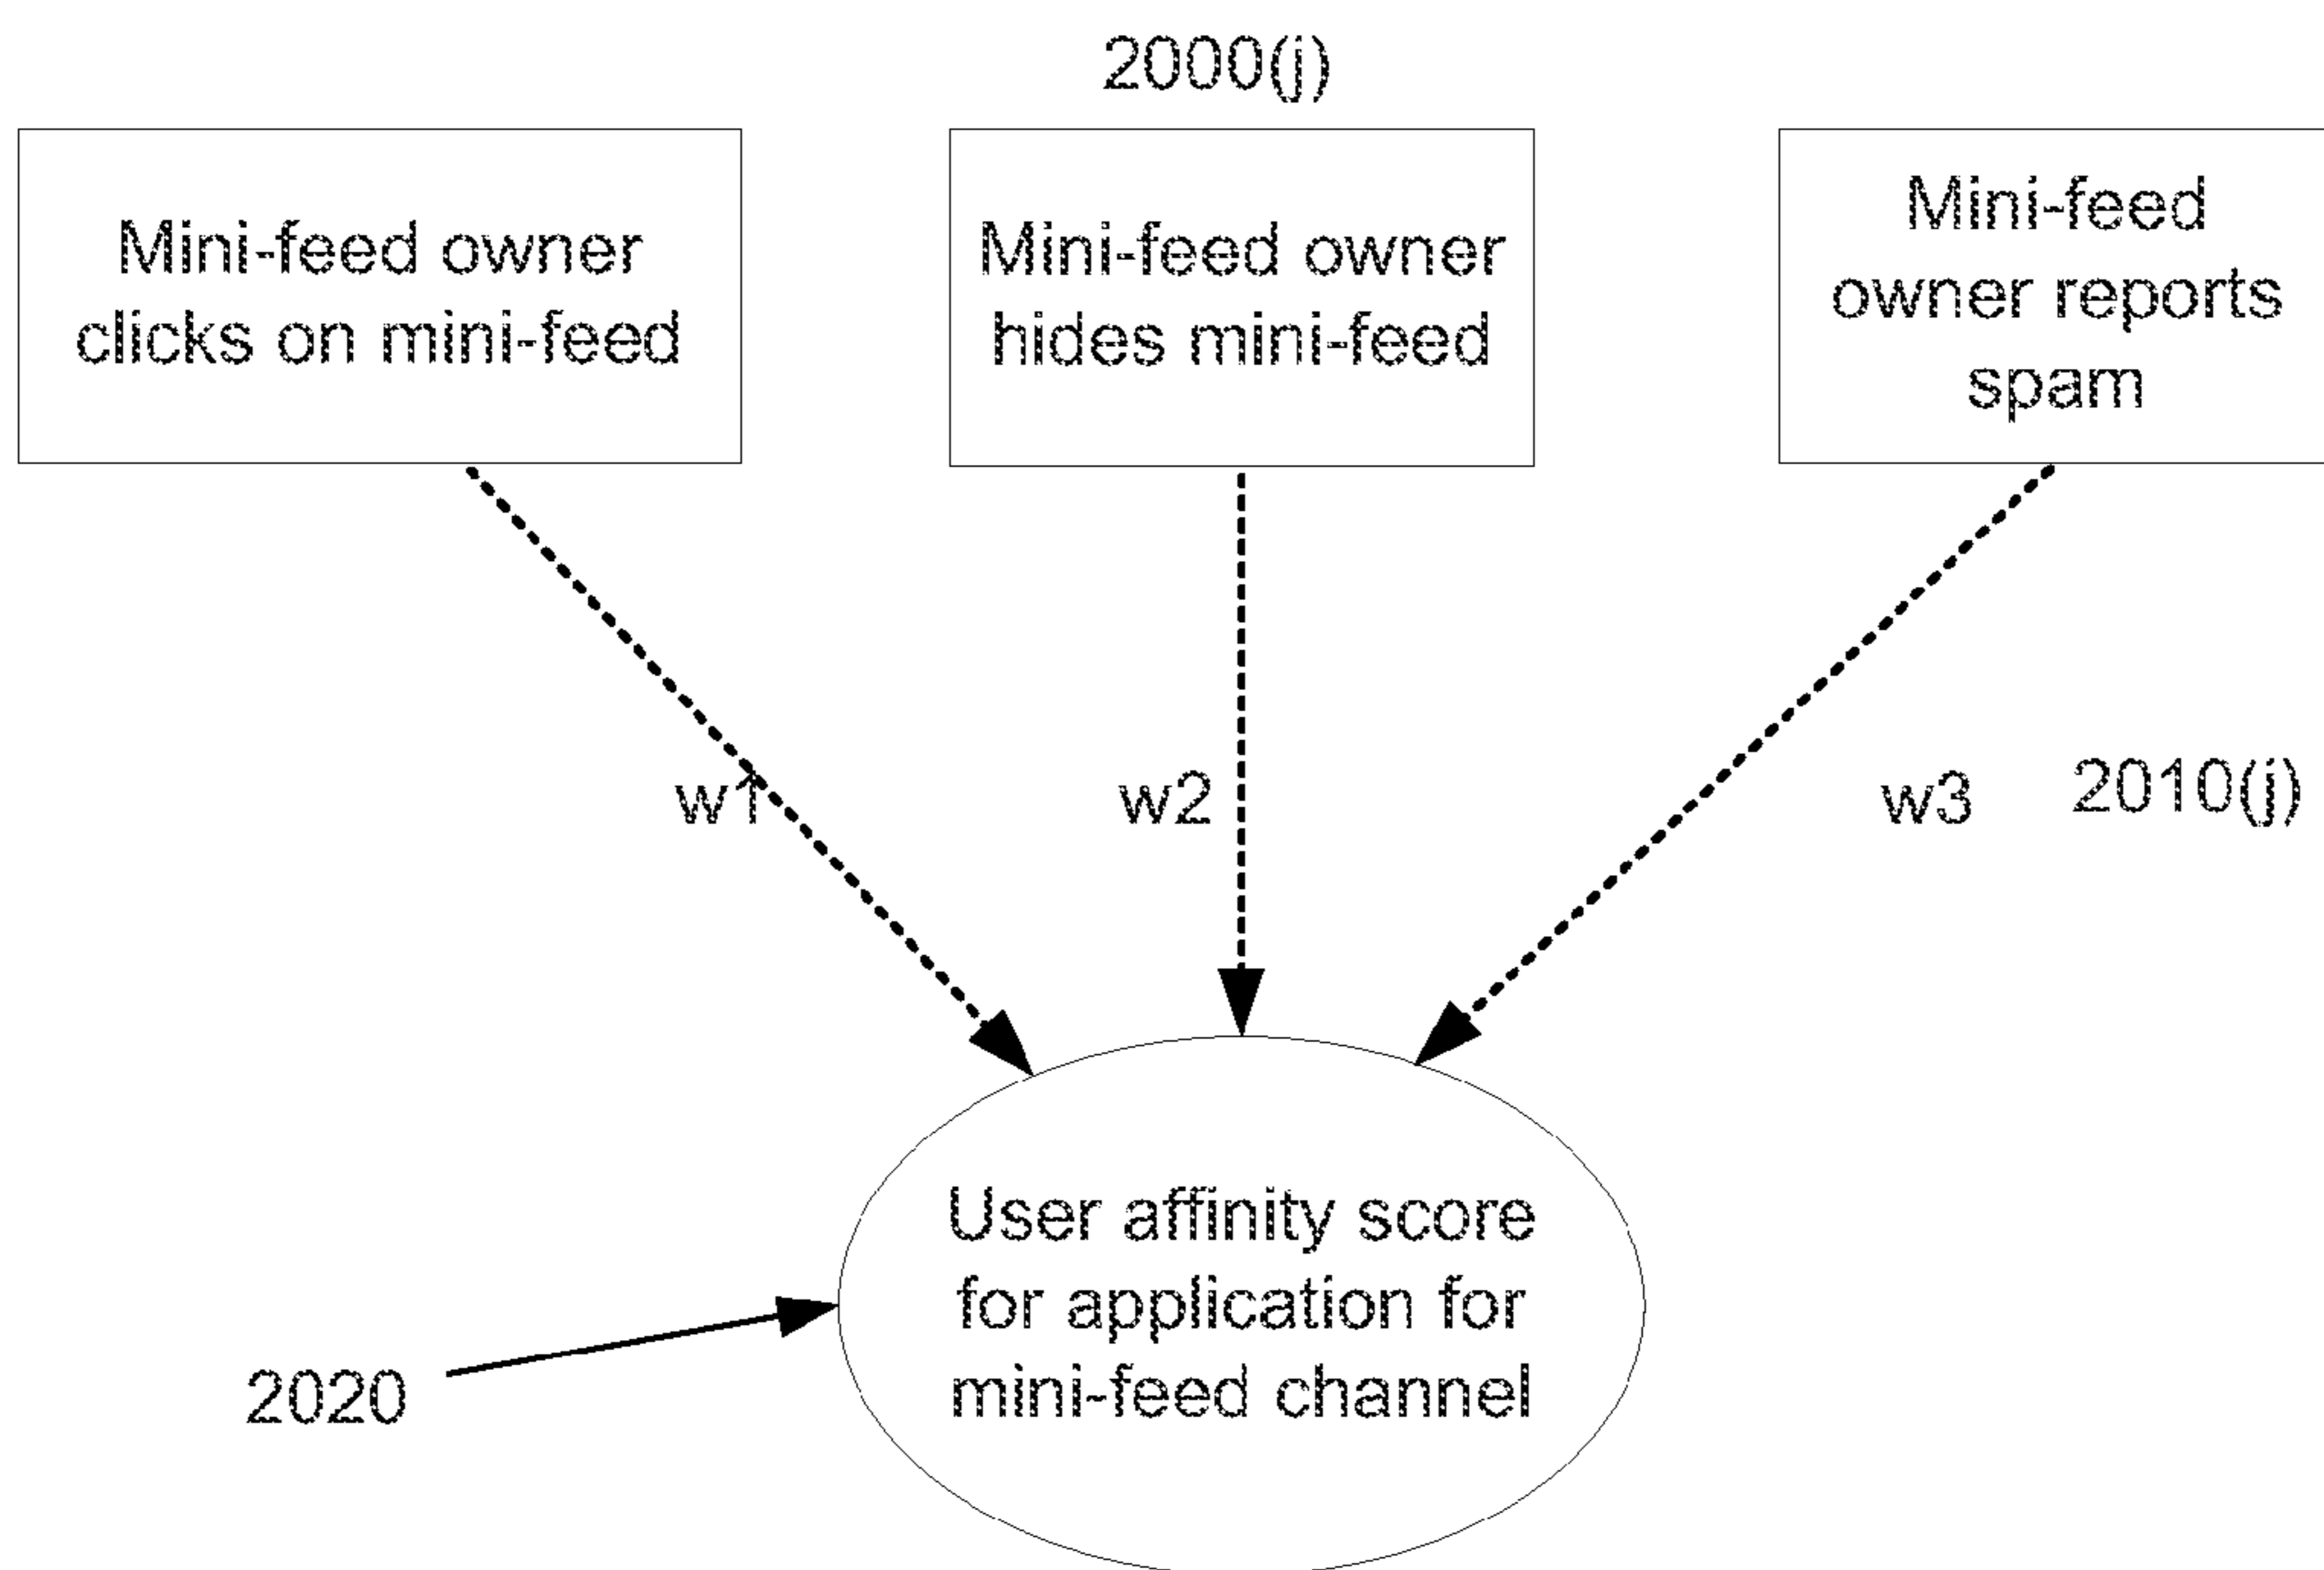 2000(j)
Mini-feed owner
clicks on mini-feed
Mini-feed owner
hides mini-feed
Mini-feed
owner reports
spam
w1
w2
w3
2010(j)
User affinity score
for application for
mini-feed channel
2020